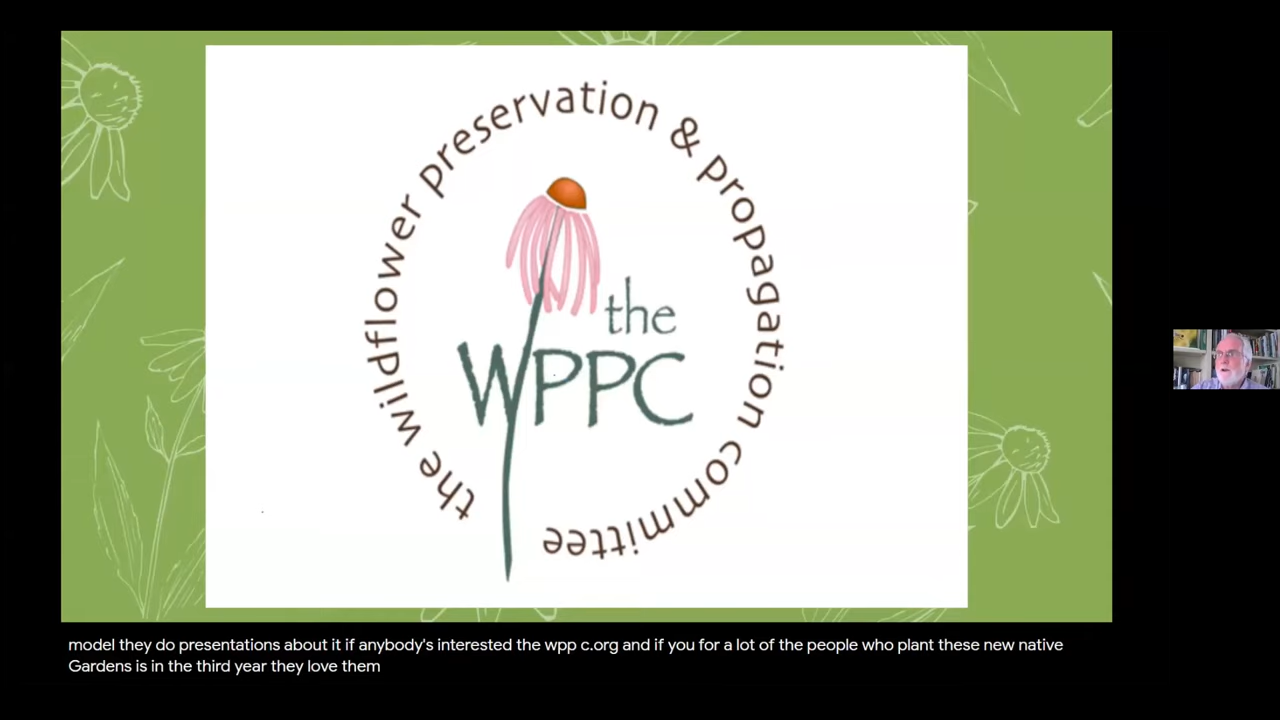 the wildflower preservation & propagation committee
the
WPPC
model they do presentations about it if anybody's interested the wpp c.org and if you for a lot of the people who plant these new native
Gardens is in the third year they love them